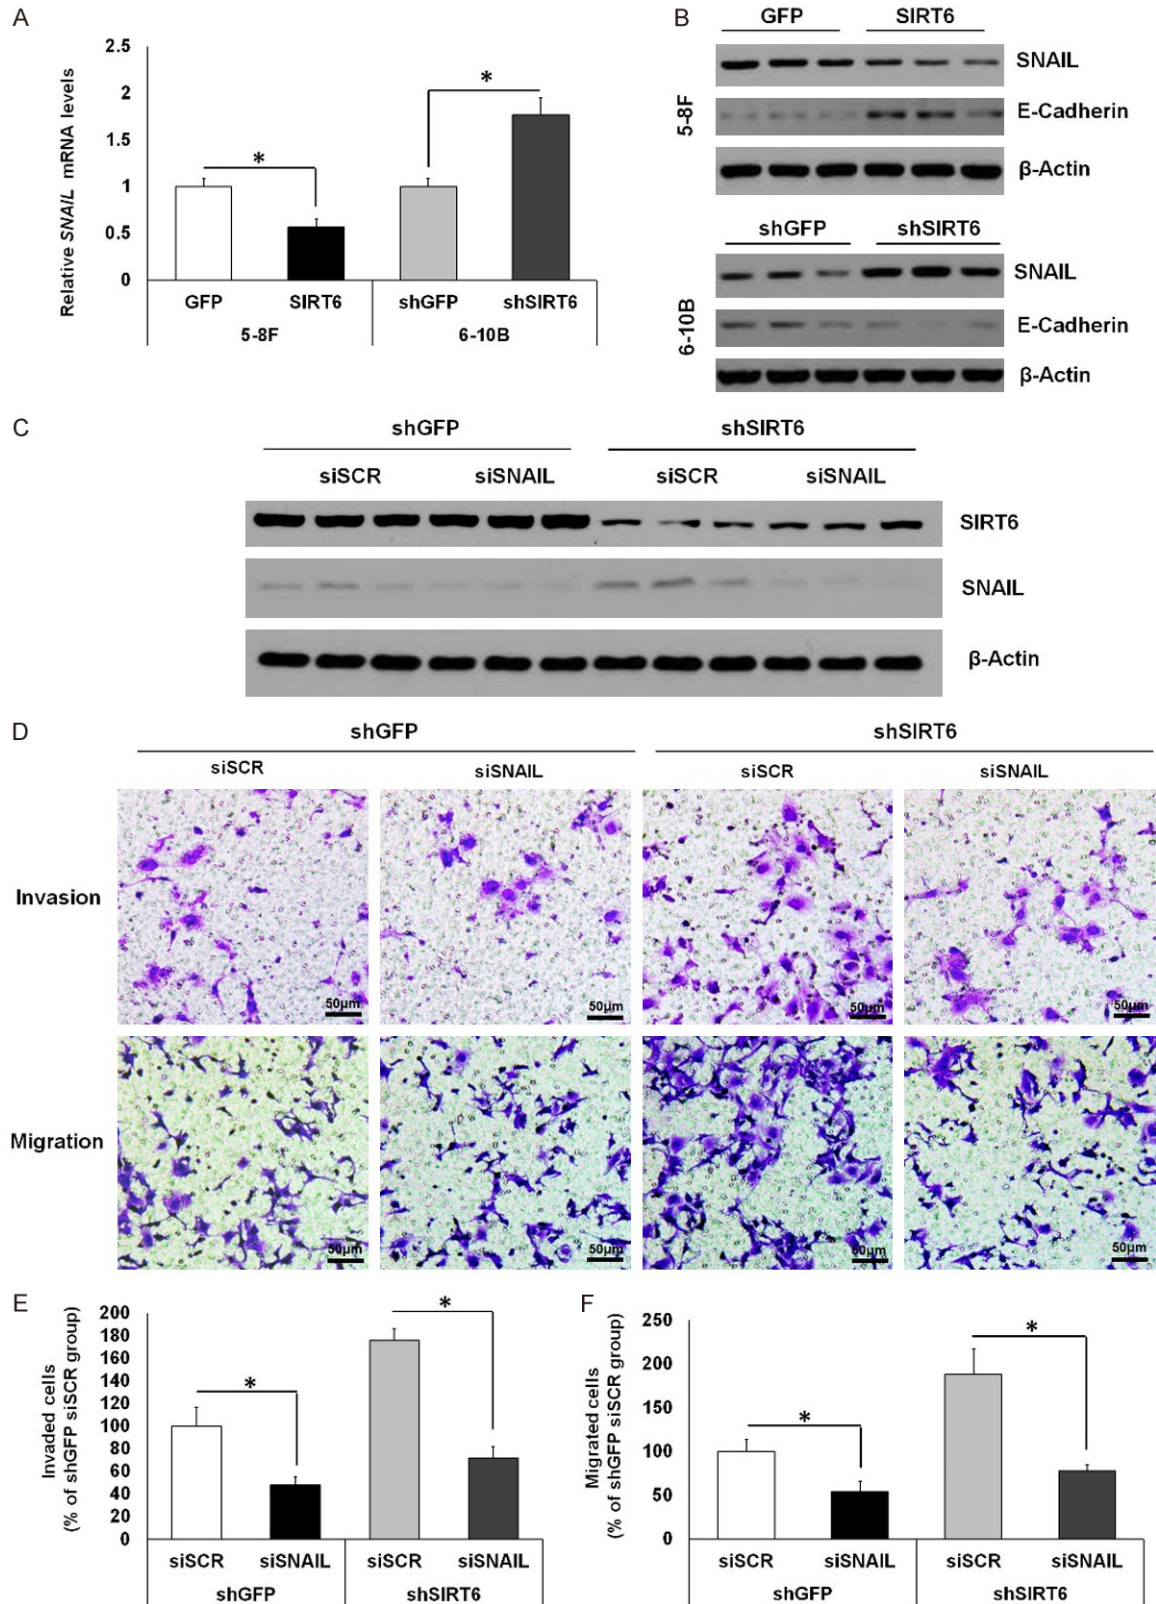 A
Relative SNAIL mRNA levels
2.5
2
1.5
1
0.5
0
*
*
GFP SIRT6 shGFP shSIRT6
5-8F 6-10B
B
GFP SIRT6
5-8F
SNAIL
E-Cadherin
β-Actin
shGFP shSIRT6
6-10B
SNAIL
E-Cadherin
β-Actin
C
shGFP shSIRT6
siSCR siSNAIL siSCR siSNAIL
SIRT6
SNAIL
β-Actin
D
shGFP shSIRT6
siSCR siSNAIL siSCR siSNAIL
Invasion
50μm 50μm 50μm 50μm
Migration
50μm 50μm 50μm 50μm
E
Invaded cells
(% of shGFP siSCR group)
200
180
160
140
120
100
80
60
40
20
0
*
*
siSCR siSNAIL siSCR siSNAIL
shGFP shSIRT6
F
Migrated cells
(% of shGFP siSCR group)
250
200
150
100
50
0
*
*
siSCR siSNAIL siSCR siSNAIL
shGFP shSIRT6